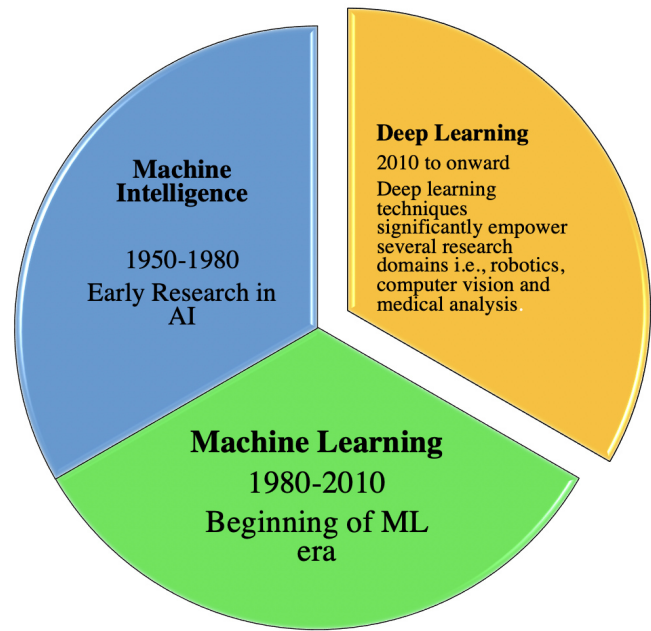 Machine
Intelligence
1950-1980
Early Research in
AI
Deep Learning
2010 to onward
Deep learning
techniques
significantly empower
several research
domains i.e., robotics,
computer vision and
medical analysis.
Machine Learning
1980-2010
Beginning of ML
era